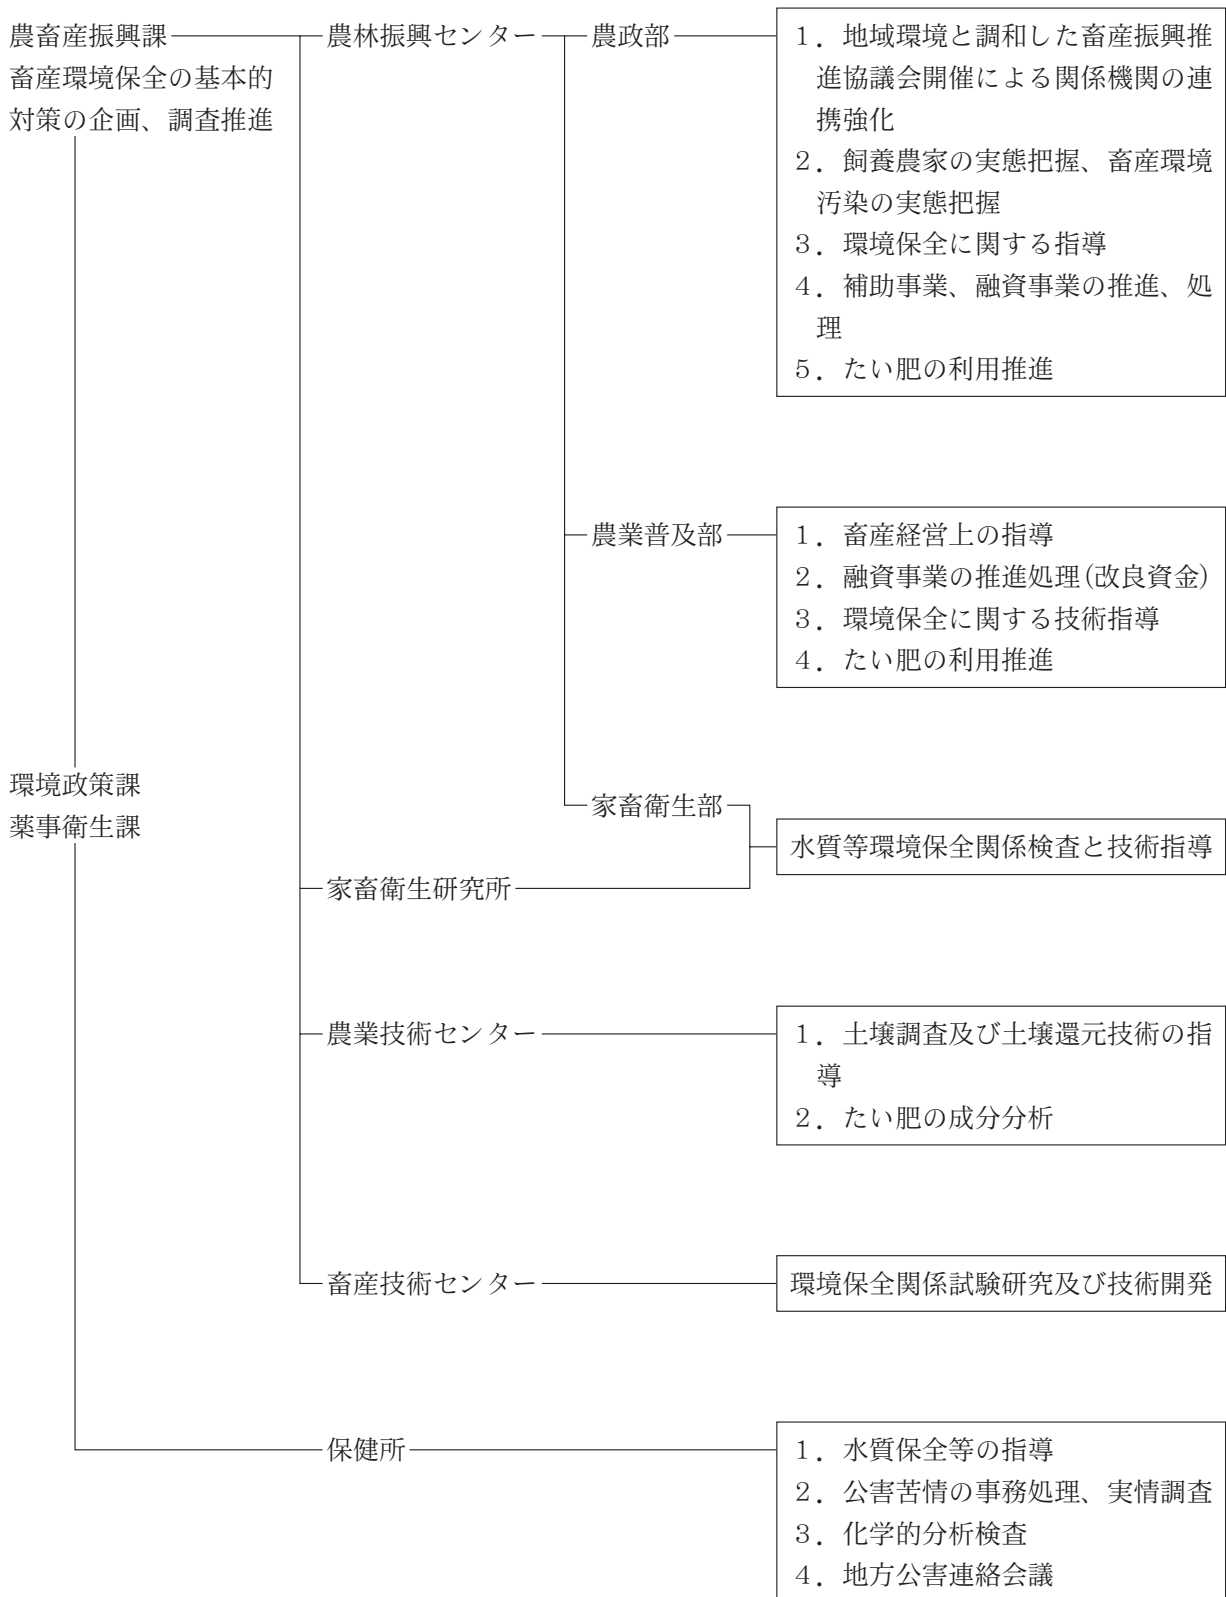 農畜産振興課
畜産環境保全の基本的
対策の企画、調査推進
農林振興センター
農政部
１．地域環境と調和した畜産振興推
進協議会開催による関係機関の連
携強化
２．飼養農家の実態把握、畜産環境
汚染の実態把握
３．環境保全に関する指導
４．補助事業、融資事業の推進、処
理
５．たい肥の利用推進
農業普及部
１．畜産経営上の指導
２．融資事業の推進処理(改良資金)
３．環境保全に関する技術指導
４．たい肥の利用推進
環境政策課
薬事衛生課
家畜衛生部
水質等環境保全関係検査と技術指導
家畜衛生研究所
農業技術センター
１．土壌調査及び土壌還元技術の指
導
２．たい肥の成分分析
畜産技術センター
環境保全関係試験研究及び技術開発
保健所
１．水質保全等の指導
２．公害苦情の事務処理、実情調査
３．化学的分析検査
４．地方公害連絡会議